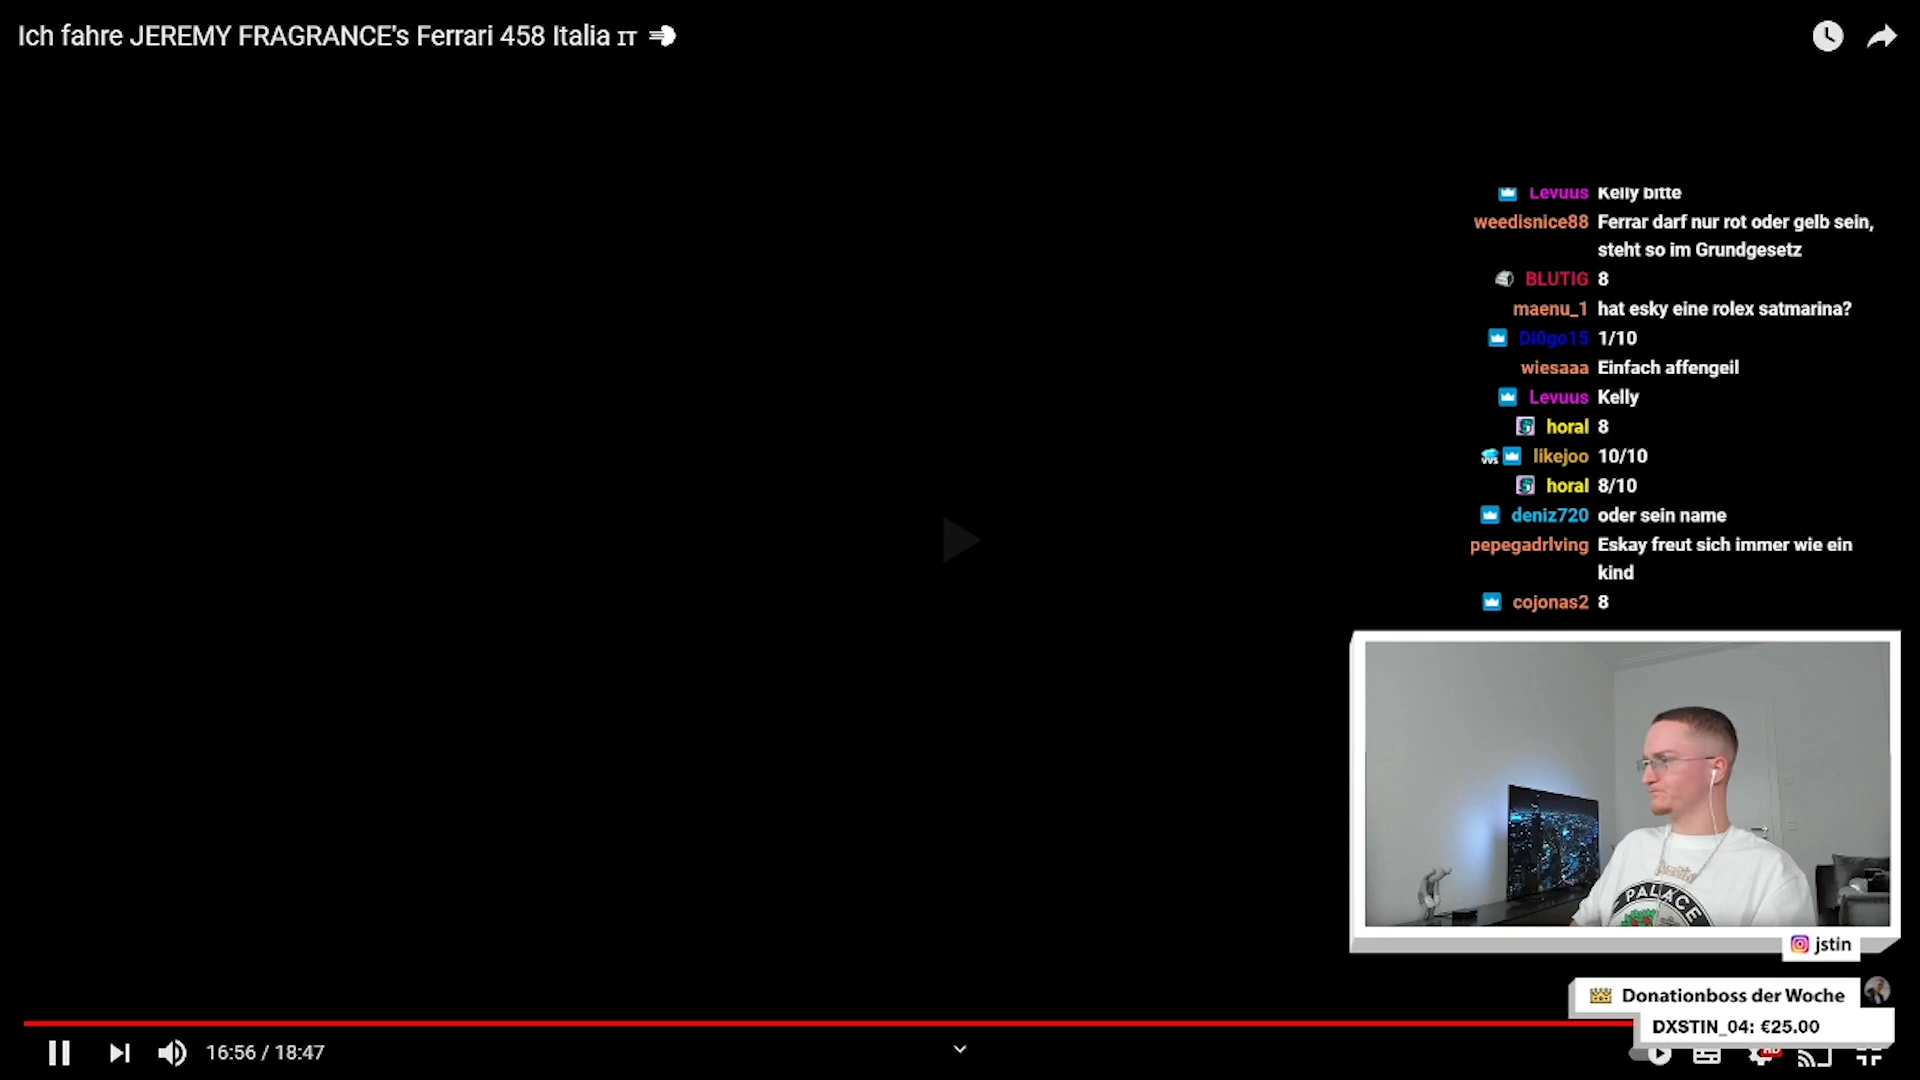 Ich fahre JEREMY FRAGRANCE's Ferrari 458 Italia IT
Levuus Kelly bitte
weedisnice88 Ferrar darf nur rot oder gelb sein,
steht so im Grundgesetz
BLUTIG 8
maenu_1 hat esky eine rolex satmarina?
Di0go15 1/10
wiesaaa Einfach affengeil
Levuus Kelly
horal 8
likejoo 10/10
horal 8/10
deniz720 oder sein name
pepegadrlving Eskay freut sich immer wie ein
kind
cojonas2 8
PALACE
jstin
Donationboss der Woche
DXSTIN_04: €25.00
16:56 / 18:47
HD